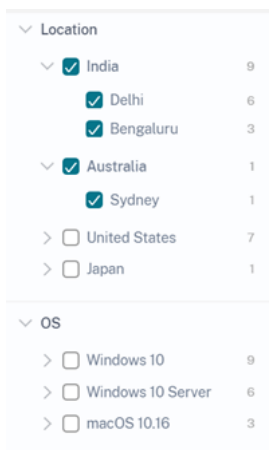 Location
India 9
Delhi 6
Bengaluru 3
Australia 1
Sydney 1
United States 7
Japan 1
OS
Windows 10 9
Windows 10 Server 6
macOS 10.16 3